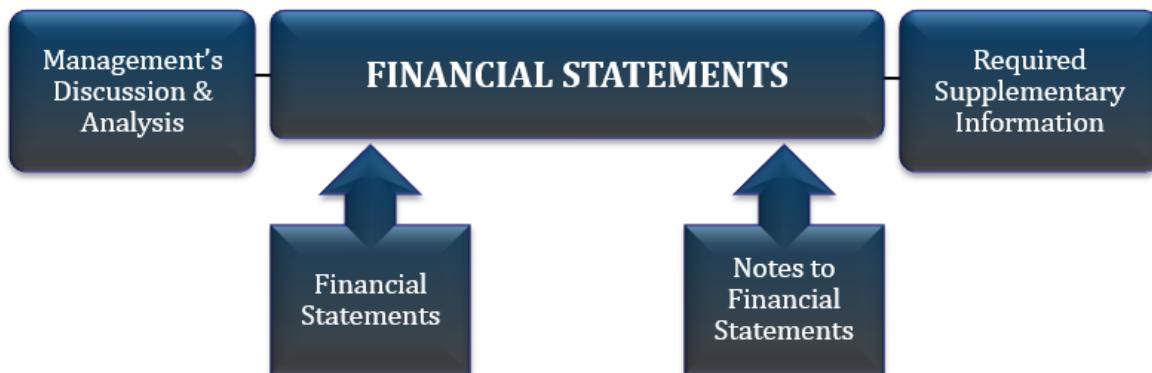 Management’s
Discussion &
Analysis
FINANCIAL STATEMENTS
Required
Supplementary
Information
Financial
Statements
Notes to
Financial
Statements